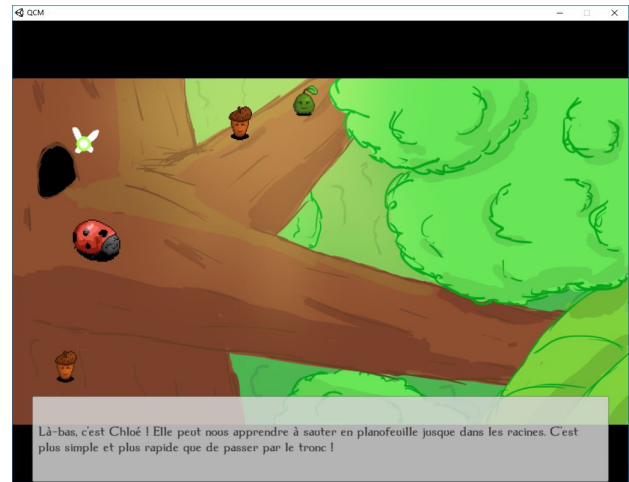 QCM
Là-bas, c'est Chloé ! Elle peut nous apprendre à sauter en planofeuille jusque dans les racines. C'est
plus simple et plus rapide que de passer par le tronc !